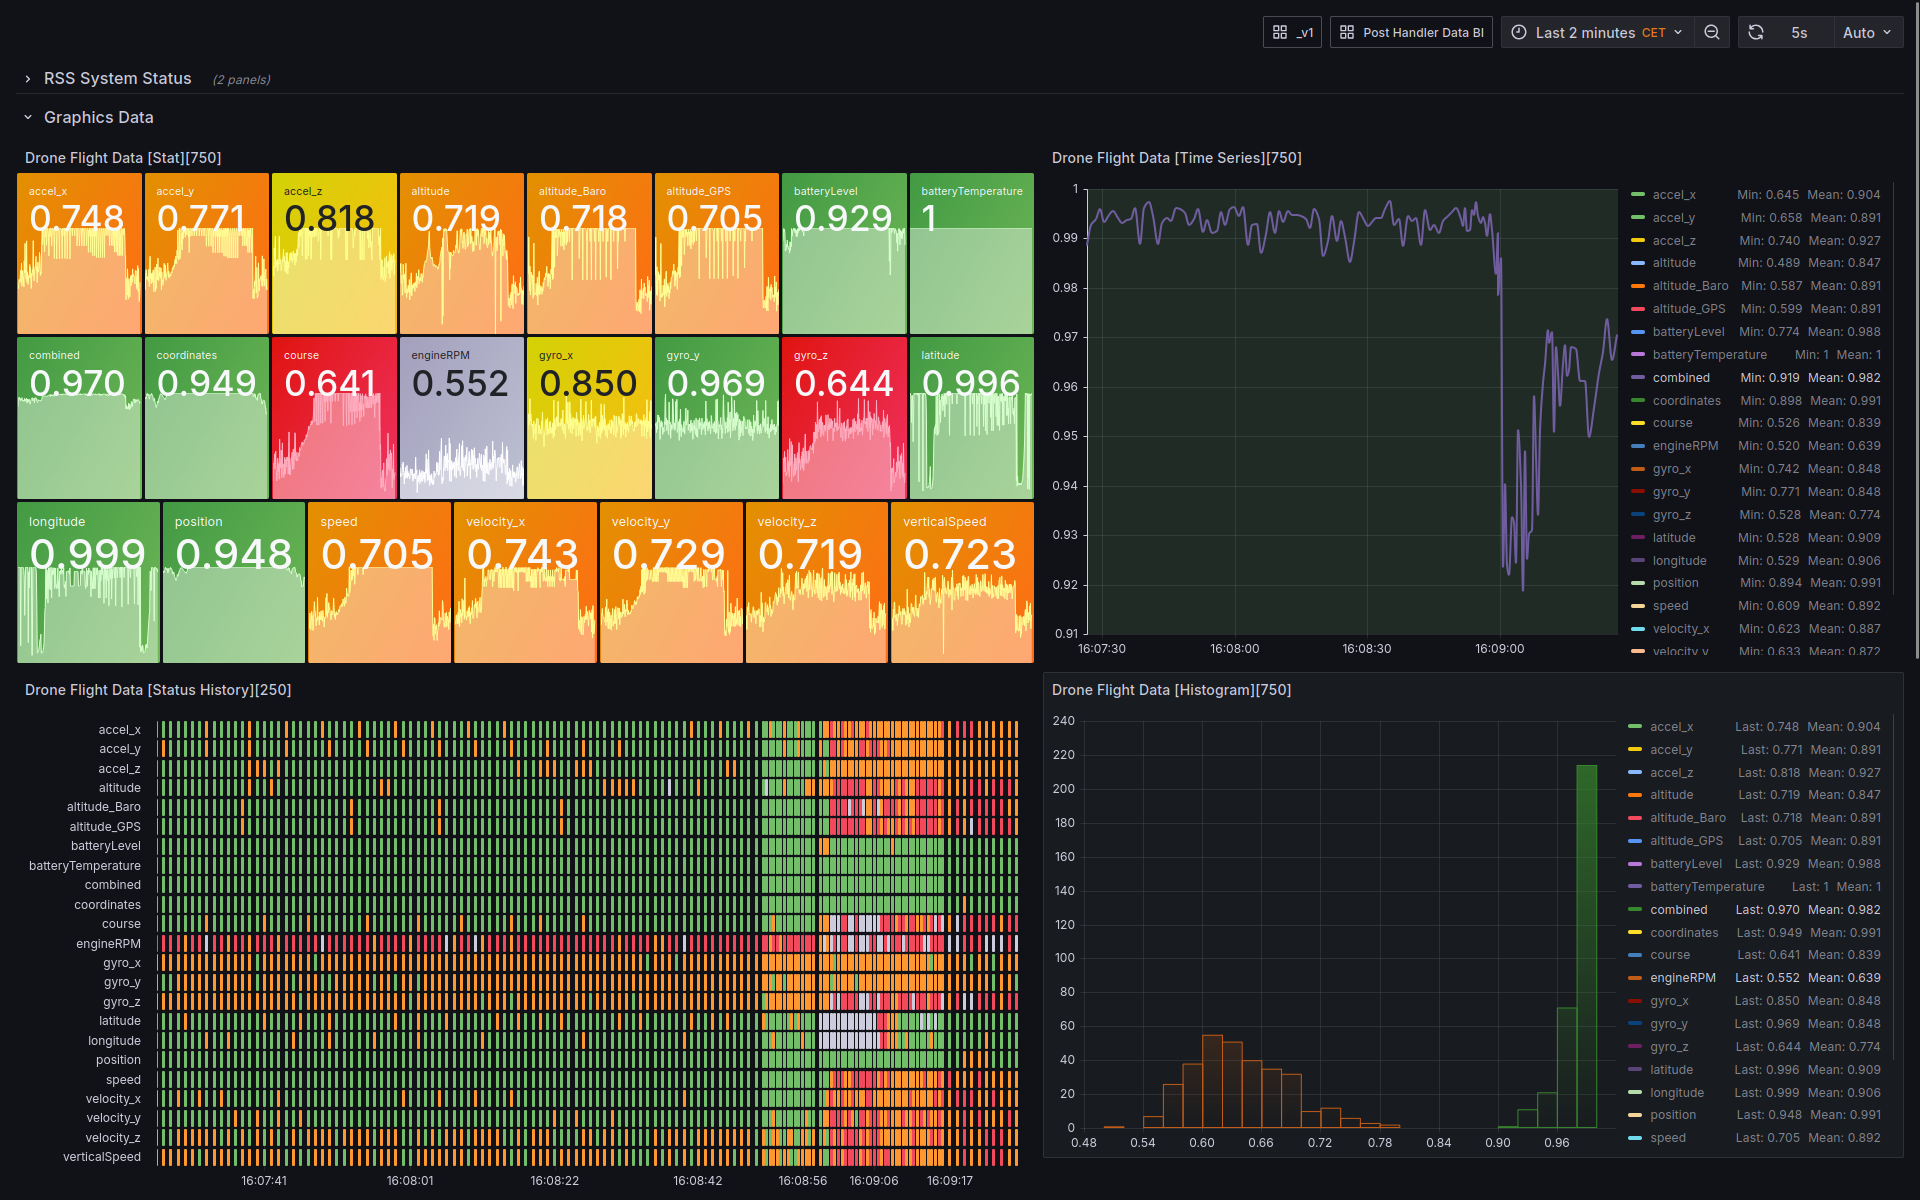 _v1
Post Handler Data BI
Last 2 minutes CET
5s
Auto
RSS System Status (2 panels)
Graphics Data
Drone Flight Data [Stat][750]
accel_x
0.748
accel_y
0.771
accel_z
0.818
altitude
0.719
altitude_Baro
0.718
altitude_GPS
0.705
batteryLevel
0.929
batteryTemperature
1
combined
0.970
coordinates
0.949
course
0.641
engineRPM
0.552
gyro_x
0.850
gyro_y
0.969
gyro_z
0.644
latitude
0.996
longitude
0.999
position
0.948
speed
0.705
velocity_x
0.743
velocity_y
0.729
velocity_z
0.719
verticalSpeed
0.723
Drone Flight Data [Time Series][750]
1
0.99
0.98
0.97
0.96
0.95
0.94
0.93
0.92
0.91
16:07:30 16:08:00 16:08:30 16:09:00
accel_x Min: 0.645 Mean: 0.904
accel_y Min: 0.658 Mean: 0.891
accel_z Min: 0.740 Mean: 0.927
altitude Min: 0.489 Mean: 0.847
altitude_Baro Min: 0.587 Mean: 0.891
altitude_GPS Min: 0.599 Mean: 0.891
batteryLevel Min: 0.774 Mean: 0.988
batteryTemperature Min: 1 Mean: 1
combined Min: 0.919 Mean: 0.982
coordinates Min: 0.898 Mean: 0.991
course Min: 0.526 Mean: 0.839
engineRPM Min: 0.520 Mean: 0.639
gyro_x Min: 0.742 Mean: 0.848
gyro_y Min: 0.771 Mean: 0.848
gyro_z Min: 0.528 Mean: 0.774
latitude Min: 0.528 Mean: 0.909
longitude Min: 0.529 Mean: 0.906
position Min: 0.894 Mean: 0.991
speed Min: 0.609 Mean: 0.892
velocity_x Min: 0.623 Mean: 0.887
velocity_y Min: 0.633 Mean: 0.872
Drone Flight Data [Status History][250]
accel_x
accel_y
accel_z
altitude
altitude_Baro
altitude_GPS
batteryLevel
batteryTemperature
combined
coordinates
course
engineRPM
gyro_x
gyro_y
gyro_z
latitude
longitude
position
speed
velocity_x
velocity_y
velocity_z
verticalSpeed
16:07:41 16:08:01 16:08:22 16:08:42 16:08:56 16:09:06 16:09:17
Drone Flight Data [Histogram][750]
240
220
200
180
160
140
120
100
80
60
40
20
0
0.48 0.54 0.60 0.66 0.72 0.78 0.84 0.90 0.96
accel_x Last: 0.748 Mean: 0.904
accel_y Last: 0.771 Mean: 0.891
accel_z Last: 0.818 Mean: 0.927
altitude Last: 0.719 Mean: 0.847
altitude_Baro Last: 0.718 Mean: 0.891
altitude_GPS Last: 0.705 Mean: 0.891
batteryLevel Last: 0.929 Mean: 0.988
batteryTemperature Last: 1 Mean: 1
combined Last: 0.970 Mean: 0.982
coordinates Last: 0.949 Mean: 0.991
course Last: 0.641 Mean: 0.839
engineRPM Last: 0.552 Mean: 0.639
gyro_x Last: 0.850 Mean: 0.848
gyro_y Last: 0.969 Mean: 0.848
gyro_z Last: 0.644 Mean: 0.774
latitude Last: 0.996 Mean: 0.909
longitude Last: 0.999 Mean: 0.906
position Last: 0.948 Mean: 0.991
speed Last: 0.705 Mean: 0.892